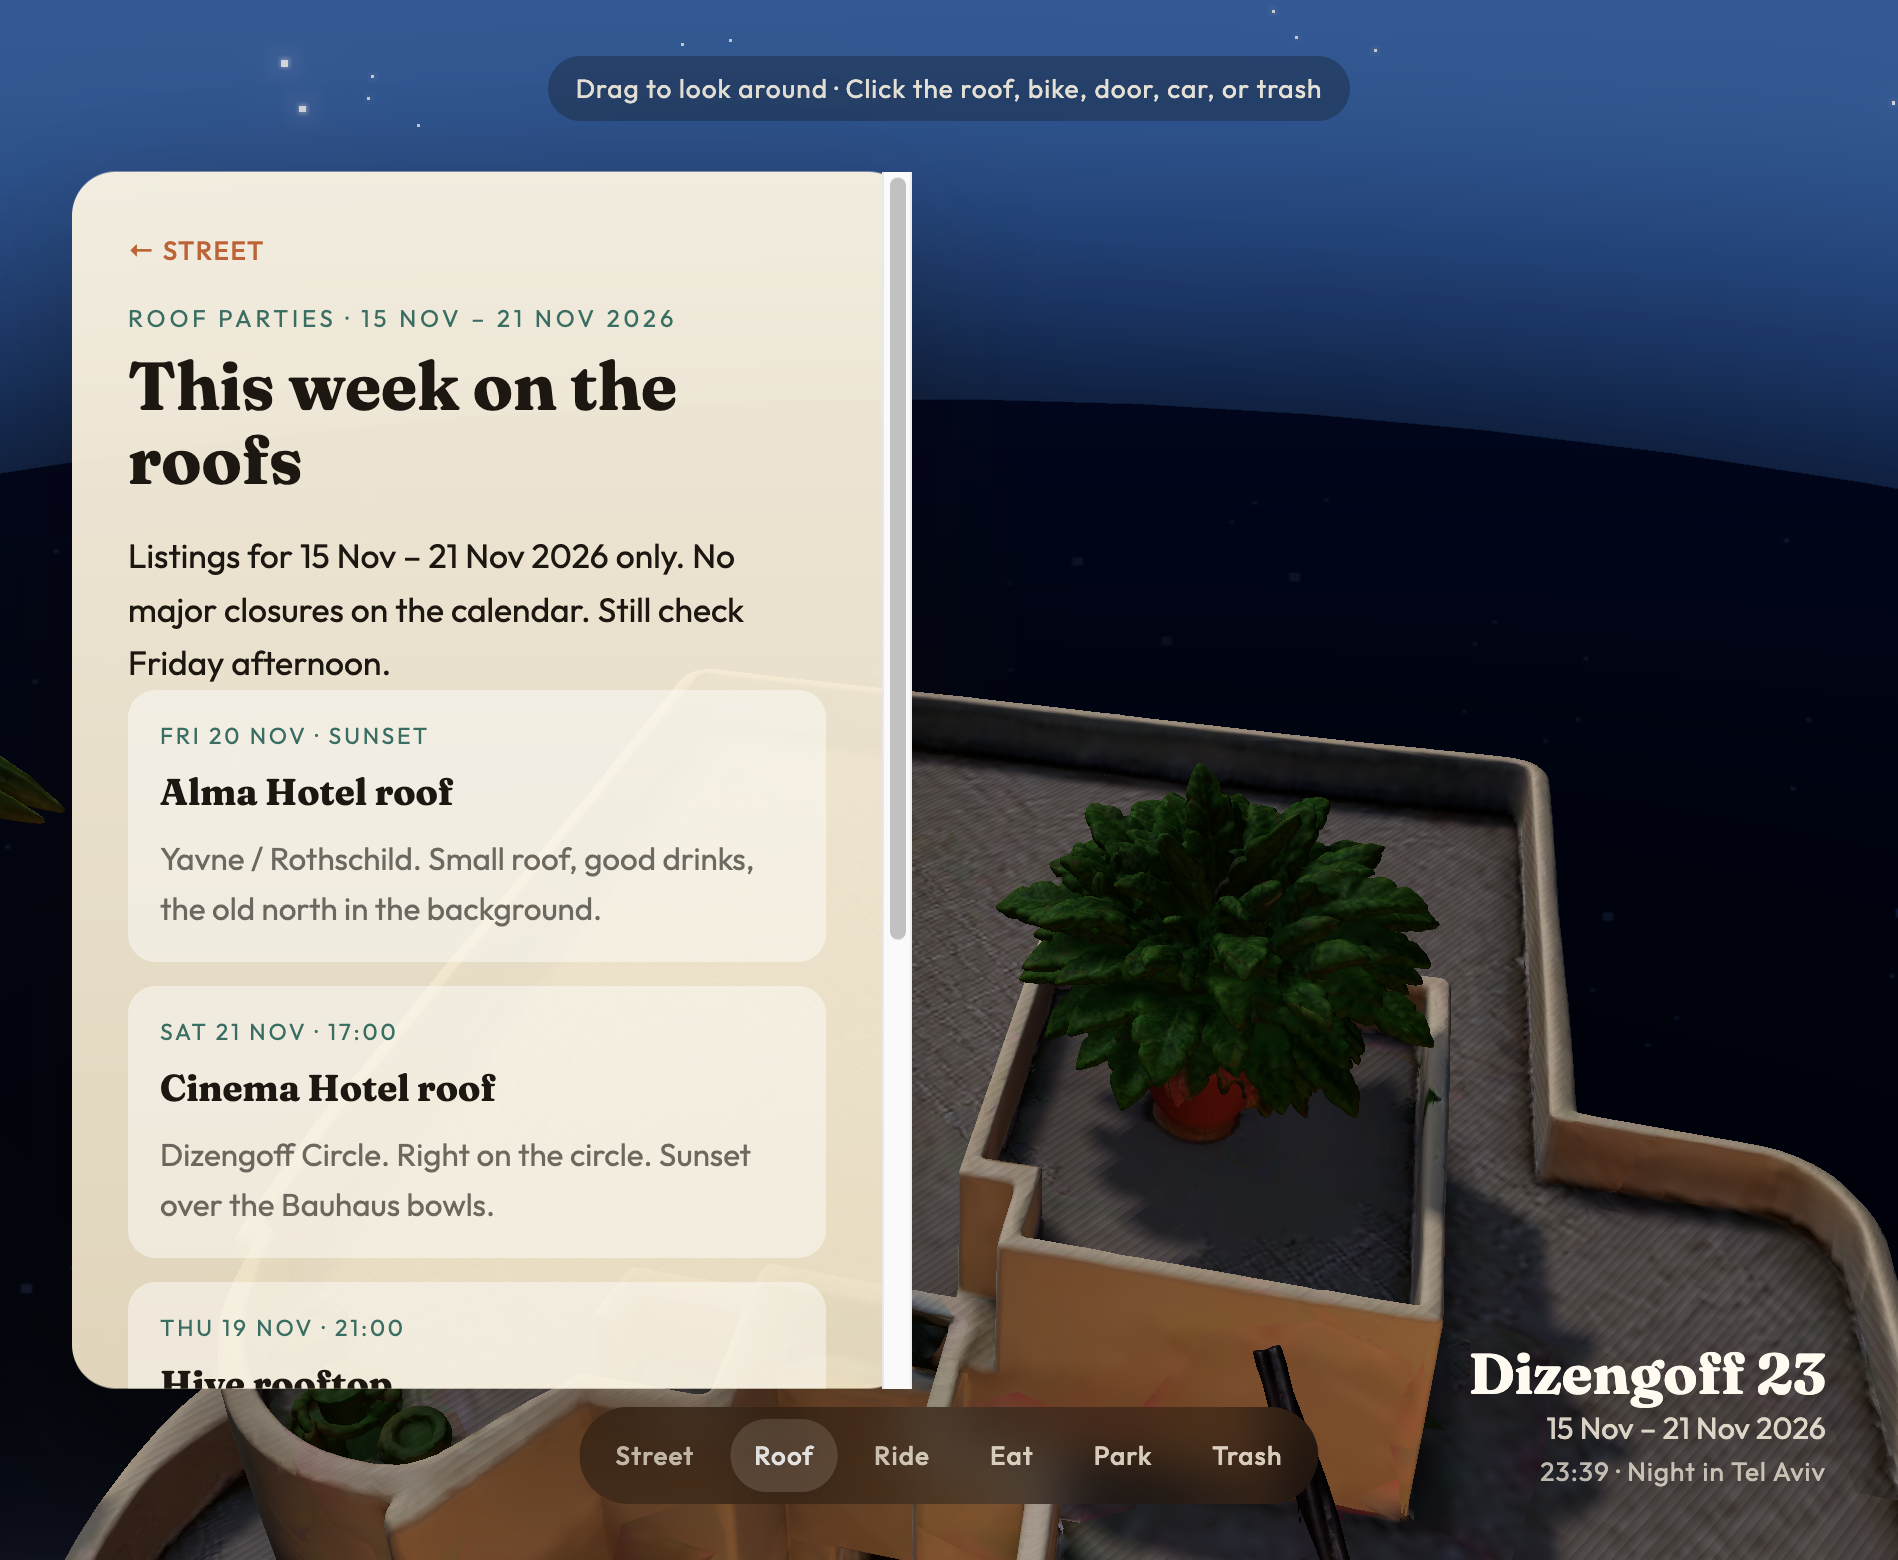 Drag to look around · Click the roof, bike, door, car, or trash
← STREET
ROOF PARTIES · 15 NOV – 21 NOV 2026
This week on the
roofs
Listings for 15 Nov – 21 Nov 2026 only. No
major closures on the calendar. Still check
Friday afternoon.
FRI 20 NOV · SUNSET
Alma Hotel roof
Yavne / Rothschild. Small roof, good drinks,
the old north in the background.
SAT 21 NOV · 17:00
Cinema Hotel roof
Dizengoff Circle. Right on the circle. Sunset
over the Bauhaus bowls.
THU 19 NOV · 21:00
Hive rooftop
Dizengoff 23
15 Nov – 21 Nov 2026
23:39 · Night in Tel Aviv
Street Roof Ride Eat Park Trash